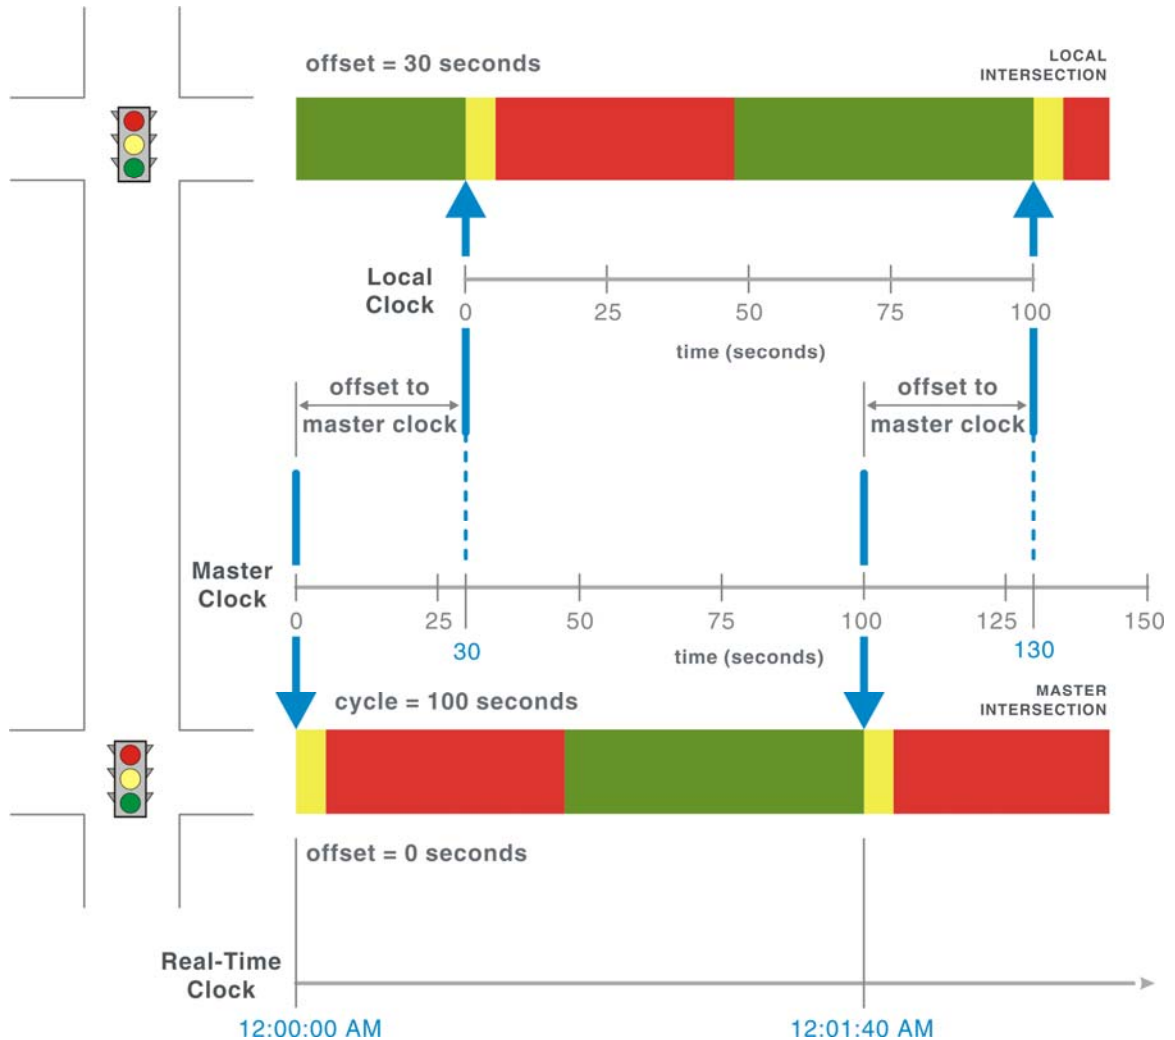 offset = 30 seconds
LOCAL
INTERSECTION
Local
Clock
0 25 50 75 100
time (seconds)
offset to
master clock
offset to
master clock
Master
Clock
0 25 50 75 100 125 150
30 130
time (seconds)
cycle = 100 seconds
MASTER
INTERSECTION
offset = 0 seconds
Real-Time
Clock
12:00:00 AM 12:01:40 AM